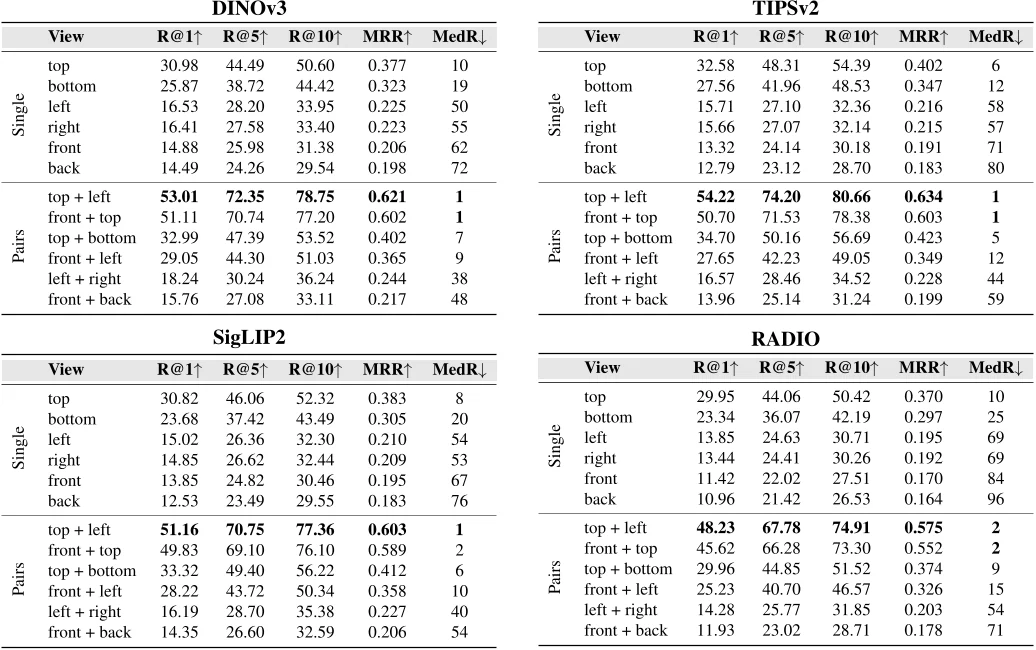 DINOv3
View R@1↑ R@5↑ R@10↑ MRR↑ MedR↓
Single
top 30.98 44.49 50.60 0.377 10
bottom 25.87 38.72 44.42 0.323 19
left 16.53 28.20 33.95 0.225 50
right 16.41 27.58 33.40 0.223 55
front 14.88 25.98 31.38 0.206 62
back 14.49 24.26 29.54 0.198 72
Pairs
top + left 53.01 72.35 78.75 0.621 1
front + top 51.11 70.74 77.20 0.602 1
top + bottom 32.99 47.39 53.52 0.402 7
front + left 29.05 44.30 51.03 0.365 9
left + right 18.24 30.24 36.24 0.244 38
front + back 15.76 27.08 33.11 0.217 48
TIPSv2
View R@1↑ R@5↑ R@10↑ MRR↑ MedR↓
Single
top 32.58 48.31 54.39 0.402 6
bottom 27.56 41.96 48.53 0.347 12
left 15.71 27.10 32.36 0.216 58
right 15.66 27.07 32.14 0.215 57
front 13.32 24.14 30.18 0.191 71
back 12.79 23.12 28.70 0.183 80
Pairs
top + left 54.22 74.20 80.66 0.634 1
front + top 50.70 71.53 78.38 0.603 1
top + bottom 34.70 50.16 56.69 0.423 5
front + left 27.65 42.23 49.05 0.349 12
left + right 16.57 28.46 34.52 0.228 44
front + back 13.96 25.14 31.24 0.199 59
SigLIP2
View R@1↑ R@5↑ R@10↑ MRR↑ MedR↓
Single
top 30.82 46.06 52.32 0.383 8
bottom 23.68 37.42 43.49 0.305 20
left 15.02 26.36 32.30 0.210 54
right 14.85 26.62 32.44 0.209 53
front 13.85 24.82 30.46 0.195 67
back 12.53 23.49 29.55 0.183 76
Pairs
top + left 51.16 70.75 77.36 0.603 1
front + top 49.83 69.10 76.10 0.589 2
top + bottom 33.32 49.40 56.22 0.412 6
front + left 28.22 43.72 50.34 0.358 10
left + right 16.19 28.70 35.38 0.227 40
front + back 14.35 26.60 32.59 0.206 54
RADIO
View R@1↑ R@5↑ R@10↑ MRR↑ MedR↓
Single
top 29.95 44.06 50.42 0.370 10
bottom 23.34 36.07 42.19 0.297 25
left 13.85 24.63 30.71 0.195 69
right 13.44 24.41 30.26 0.192 69
front 11.42 22.02 27.51 0.170 84
back 10.96 21.42 26.53 0.164 96
Pairs
top + left 48.23 67.78 74.91 0.575 2
front + top 45.62 66.28 73.30 0.552 2
top + bottom 29.96 44.85 51.52 0.374 9
front + left 25.23 40.70 46.57 0.326 15
left + right 14.28 25.77 31.85 0.203 54
front + back 11.93 23.02 28.71 0.178 71